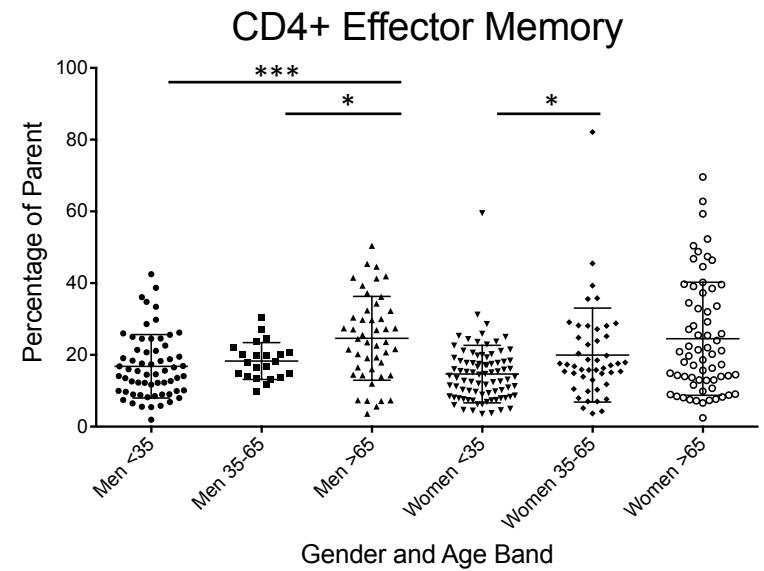 CD4+ Effector Memory
Percentage of Parent
100
80
60
40
20
0
***
*
*
Men <35
Men 35-65
Men >65
Women <35
Women 35-65
Women >65
Gender and Age Band